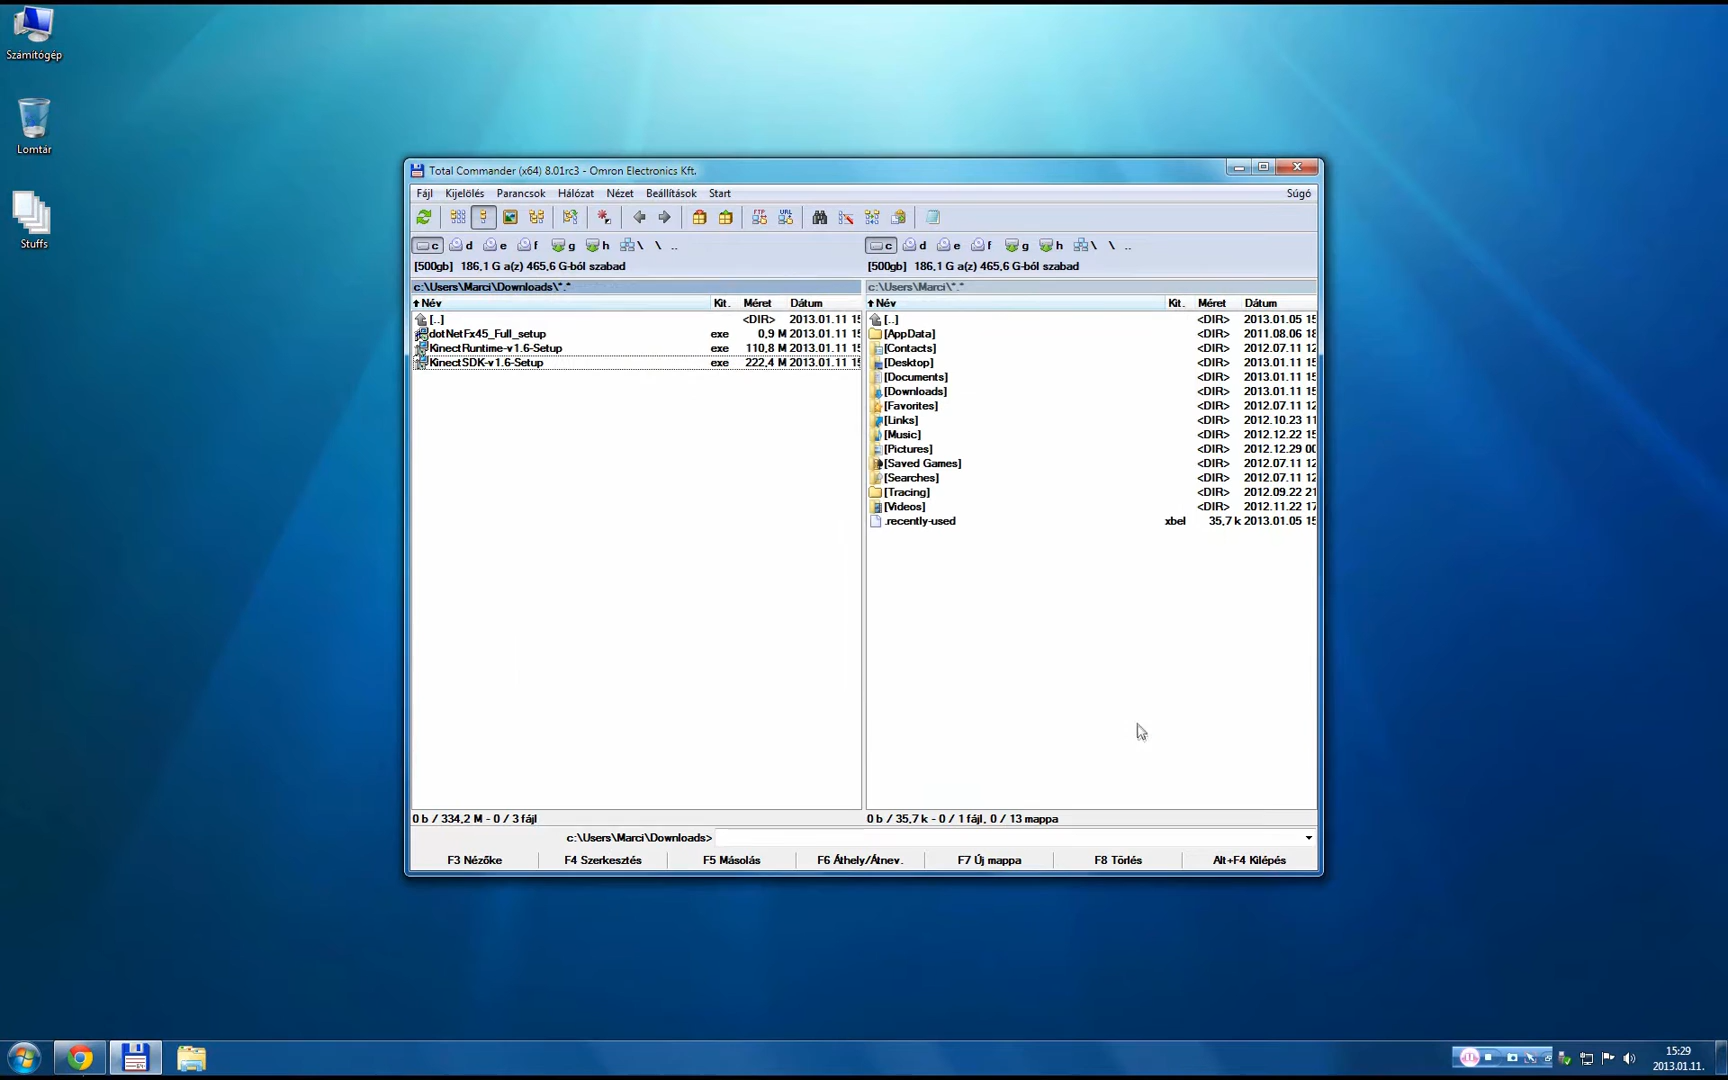 Számítógép
Lomtár
Stuffs
Total Commander (x64) 8.01rc3 - Omron Electronics Kft.
Fájl Kijelölés Parancsok Hálózat Nézet Beállítások Start Súgó
FTP URL
c d e f g h \ \ .. c d e f g h \ \ ..
[500gb] 186,1 G a(z) 465,6 G-ból szabad [500gb] 186,1 G a(z) 465,6 G-ból szabad
c:\Users\Marci\Downloads\*.* c:\Users\Marci\*.*
Név Kit. Méret Dátum Név Kit. Méret Dátum
[..] <DIR> 2013.01.11 15 [..] <DIR> 2013.01.05 15
dotNetFx45_Full_setup exe 0,9 M 2013.01.11 15 [AppData] <DIR> 2011.08.06 18
KinectRuntime-v1.6-Setup exe 110,8 M 2013.01.11 15 [Contacts] <DIR> 2012.07.11 12
KinectSDK-v1.6-Setup exe 222,4 M 2013.01.11 15 [Desktop] <DIR> 2013.01.11 15
[Documents] <DIR> 2013.01.11 15
[Downloads] <DIR> 2013.01.11 15
[Favorites] <DIR> 2012.07.11 12
[Links] <DIR> 2012.10.23 11
[Music] <DIR> 2012.12.22 15
[Pictures] <DIR> 2012.12.29 00
[Saved Games] <DIR> 2012.07.11 12
[Searches] <DIR> 2012.07.11 12
[Tracing] <DIR> 2012.09.22 21
[Videos] <DIR> 2012.11.22 17
.recently-used xbel 35,7 k 2013.01.05 15
0 b / 334,2 M - 0 / 3 fájl 0 b / 35,7 k - 0 / 1 fájl, 0 / 13 mappa
c:\Users\Marci\Downloads>
F3 Nézőke F4 Szerkesztés F5 Másolás F6 Áthely/Átnev. F7 Új mappa F8 Törlés Alt+F4 Kilépés
15:29
2013.01.11.